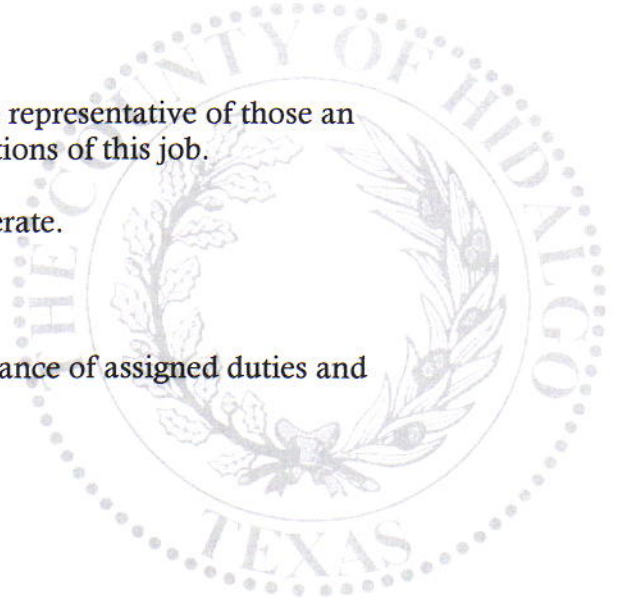 representative of those an
tions of this job.
erate.
ance of assigned duties and
THE COUNTY OF HIDALGO
TEXAS